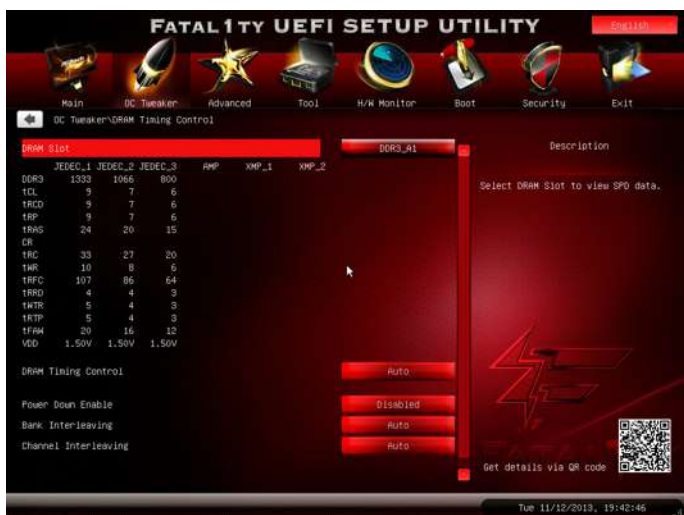 FATAL1TY UEFI SETUP UTILITY
English
Main OC Tweaker Advanced Tool H/W Monitor Boot Security Exit
OC Tweaker\DRAM Timing Control
DRAM Slot DDR3_A1
Description
JEDEC_1 JEDEC_2 JEDEC_3 AMP XMP_1 XMP_2
DDR3 1333 1066 800
Select DRAM Slot to view SPD data.
tCL 9 7 6
tRCD 9 7 6
tRP 9 7 6
tRAS 24 20 15
CR
tRC 33 27 20
tWR 10 8 6
tRFC 107 86 64
tRRD 4 4 3
tWTR 5 4 3
tRTP 5 4 3
tFAW 20 16 12
VDD 1.50V 1.50V 1.50V
DRAM Timing Control Auto
Power Down Enable Disabled
Bank Interleaving Auto
Channel Interleaving Auto
Get details via QR code
Tue 11/12/2013, 19:42:46